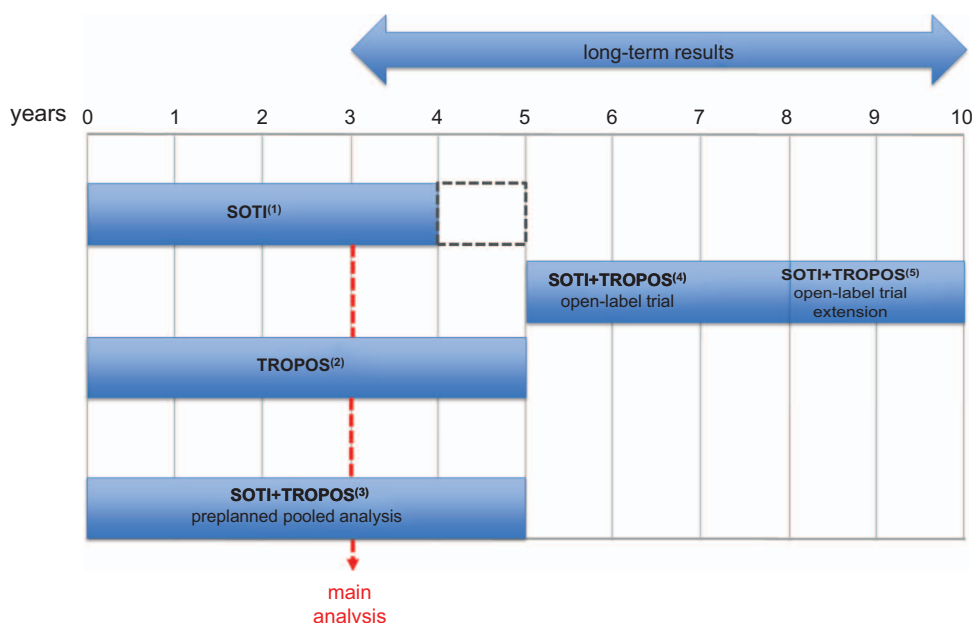 long-term results
years 0 1 2 3 4 5 6 7 8 9 10
SOTI(1)
SOTI+TROPOS(4)
open-label trial
SOTI+TROPOS(5)
open-label trial
extension
TROPOS(2)
SOTI+TROPOS(3)
preplanned pooled analysis
main
analysis